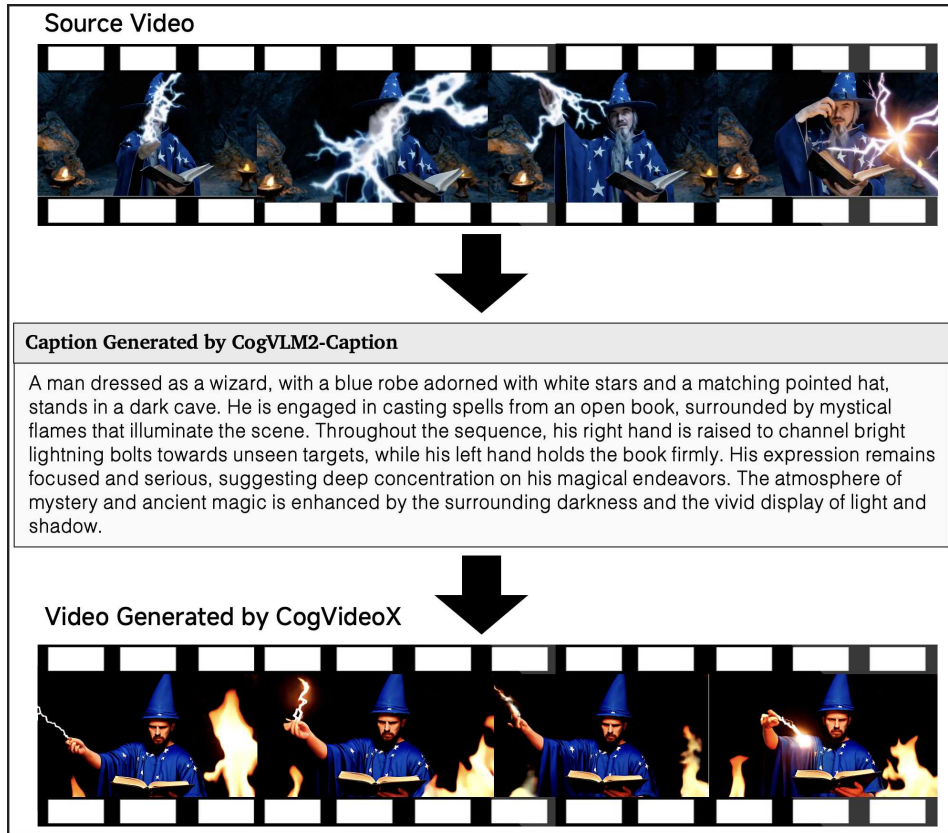 Source Video
Caption Generated by CogVLM2-Caption
A man dressed as a wizard, with a blue robe adorned with white stars and a matching pointed hat,
stands in a dark cave. He is engaged in casting spells from an open book, surrounded by mystical
flames that illuminate the scene. Throughout the sequence, his right hand is raised to channel bright
lightning bolts towards unseen targets, while his left hand holds the book firmly. His expression remains
focused and serious, suggesting deep concentration on his magical endeavors. The atmosphere of
mystery and ancient magic is enhanced by the surrounding darkness and the vivid display of light and
shadow.
Video Generated by CogVideoX